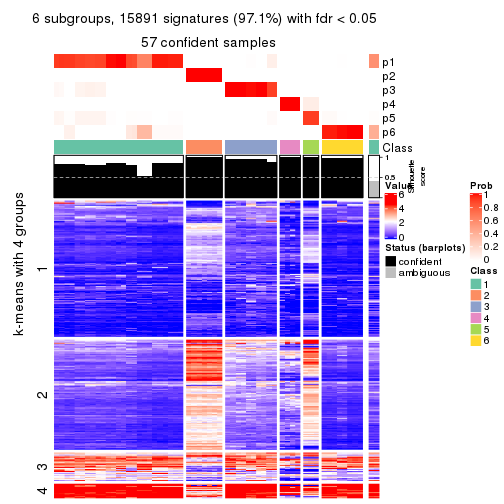 6 subgroups, 15891 signatures (97.1%) with fdr < 0.05
57 confident samples
p1
p2
p3
p4
p5
p6
Class
1
0.5
0
Silhouette
score
k-means with 4 groups
1
2
3
4
Value
6
4
2
0
Status (barplots)
confident
ambiguous
Prob
1
0.8
0.6
0.4
0.2
0
Class
1
2
3
4
5
6